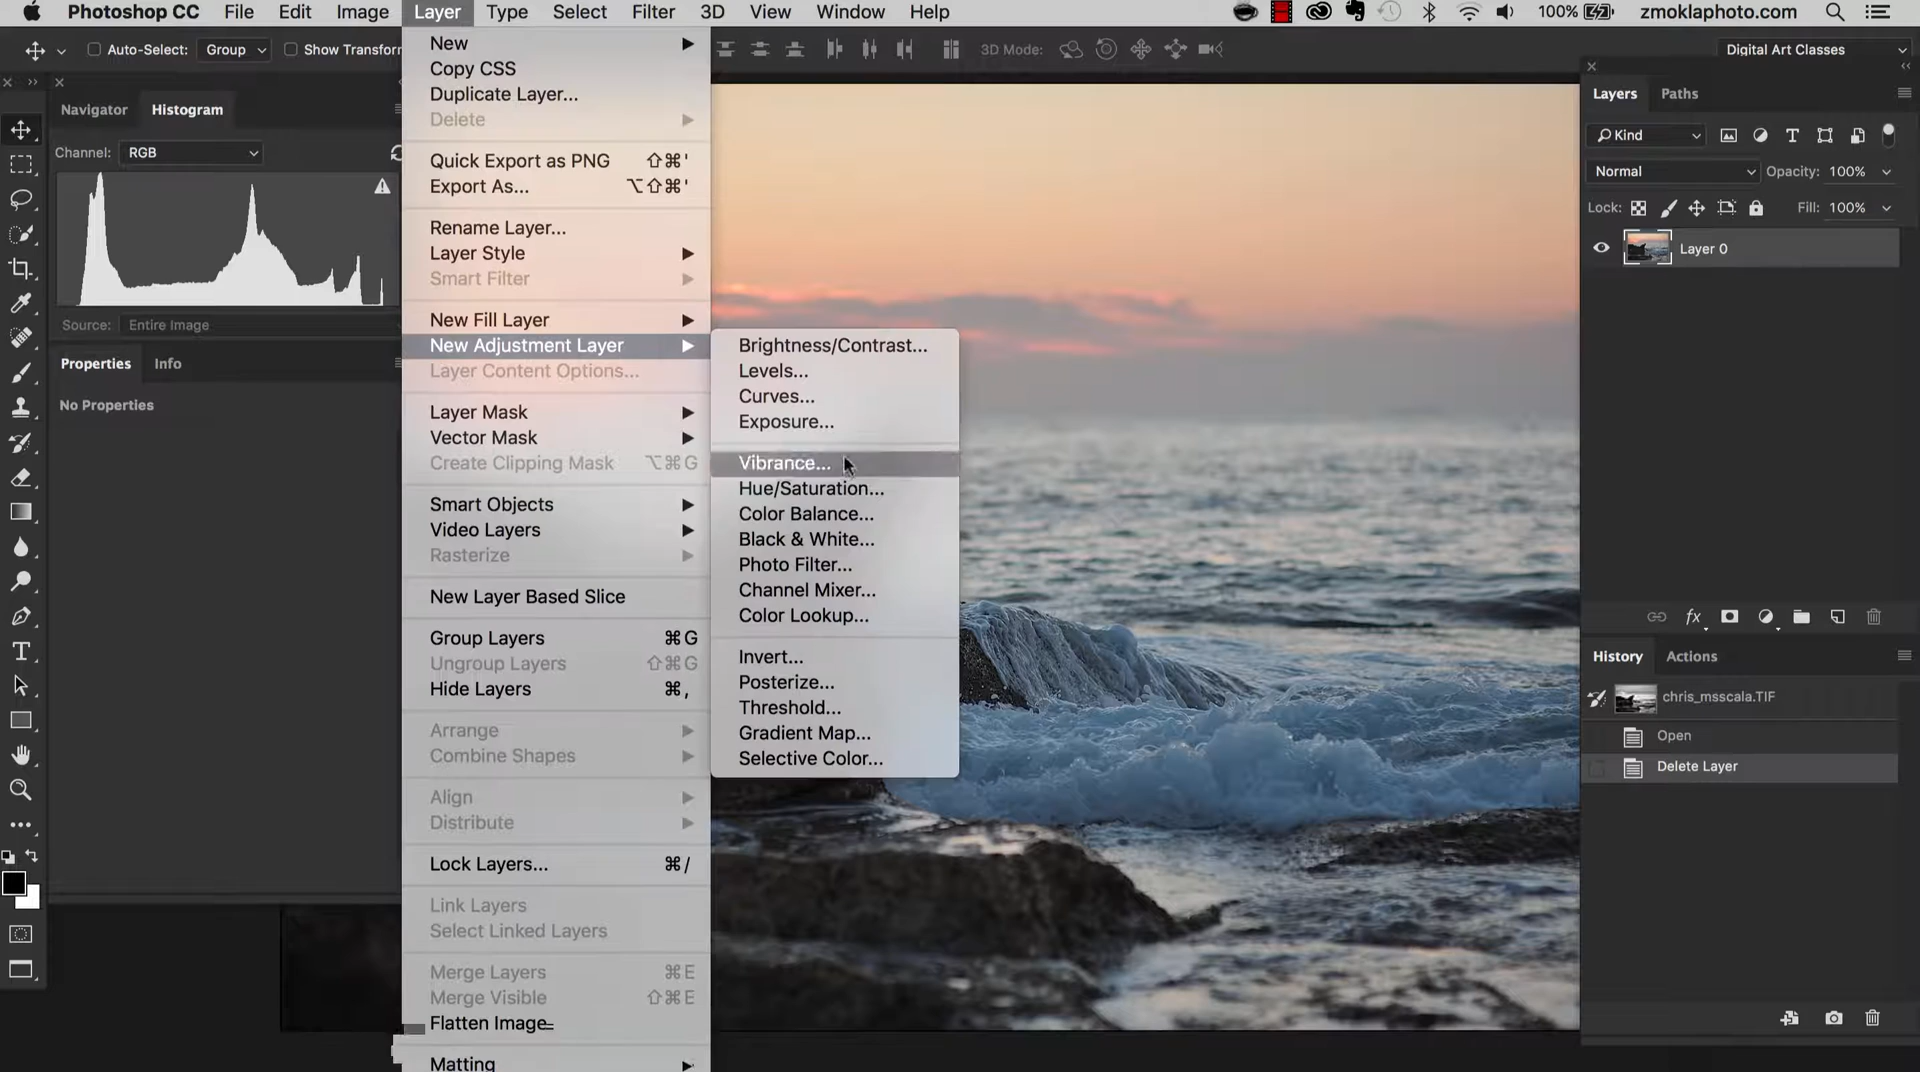 Photoshop CC File Edit Image Layer Type Select Filter 3D View Window Help 100% zmoklaphoto.com
Auto-Select: Group Show Transfor 3D Mode: Digital Art Classes
Navigator Histogram
Channel: RGB
Source: Entire Image
Properties Info
No Properties
New
Copy CSS
Duplicate Layer...
Delete
Quick Export as PNG ⇧⌘'
Export As... ⌥⇧⌘'
Rename Layer...
Layer Style
Smart Filter
New Fill Layer
New Adjustment Layer
Layer Content Options...
Layer Mask
Vector Mask
Create Clipping Mask ⌥⌘G
Smart Objects
Video Layers
Rasterize
New Layer Based Slice
Group Layers ⌘G
Ungroup Layers ⇧⌘G
Hide Layers ⌘,
Arrange
Combine Shapes
Align
Distribute
Lock Layers... ⌘/
Link Layers
Select Linked Layers
Merge Layers ⌘E
Merge Visible ⇧⌘E
Flatten Image
Matting
Brightness/Contrast...
Levels...
Curves...
Exposure...
Vibrance...
Hue/Saturation...
Color Balance...
Black & White...
Photo Filter...
Channel Mixer...
Color Lookup...
Invert...
Posterize...
Threshold...
Gradient Map...
Selective Color...
Layers Paths
Kind
Normal Opacity: 100%
Lock: Fill: 100%
Layer 0
fx
History Actions
chris_msscala.TIF
Open
Delete Layer